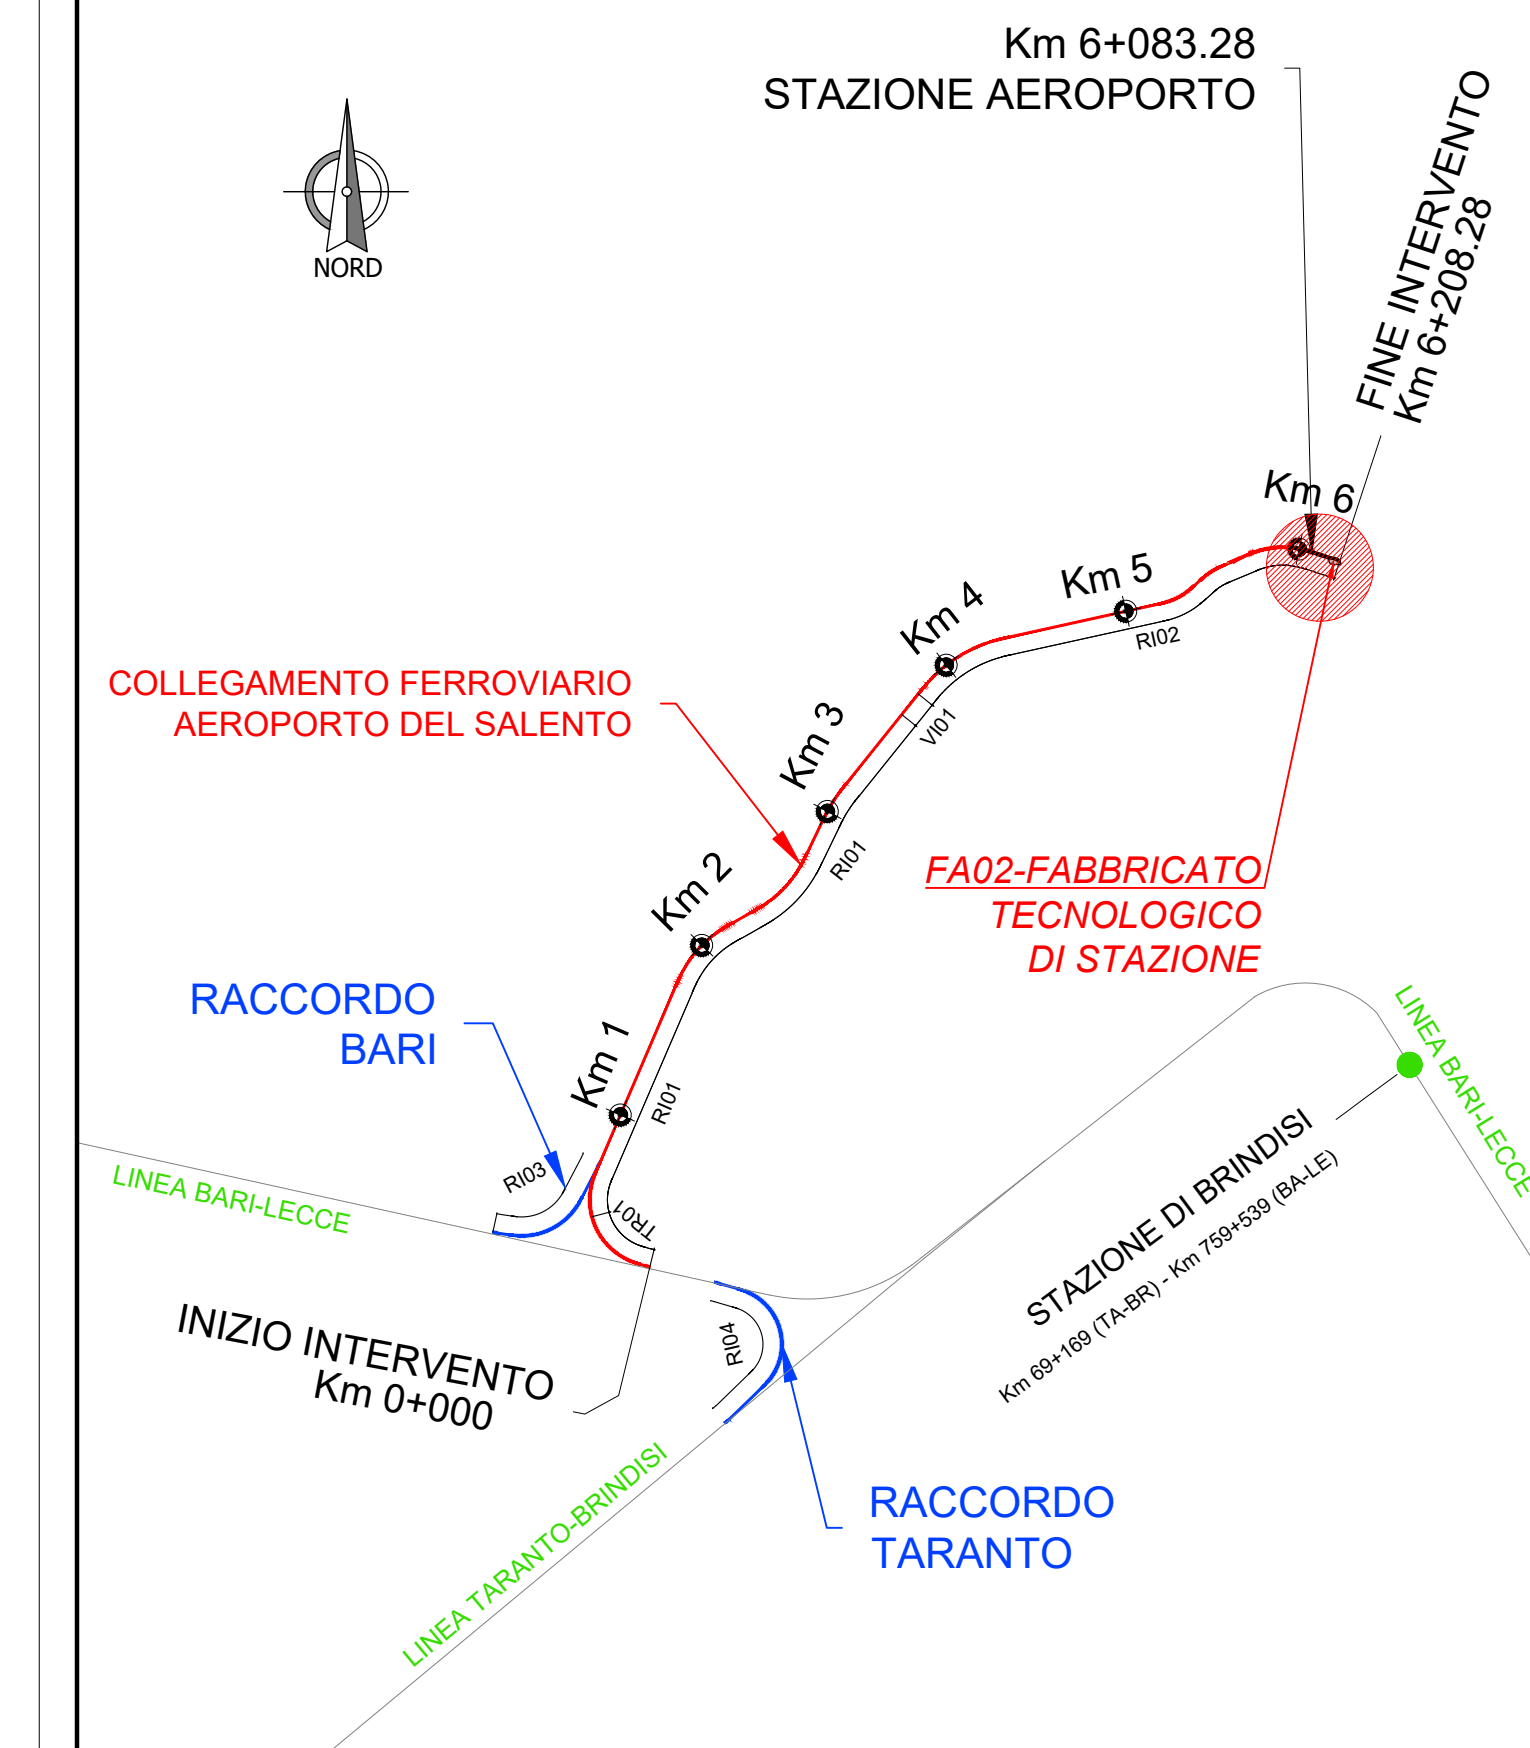 Km 6+083.28
STAZIONE AEROPORTO
NORD
FINE INTERVENTO
Km 6+208.28
Km 6
Km 5
Km 4
RI02
COLLEGAMENTO FERROVIARIO
AEROPORTO DEL SALENTO
VI01
Km 3
RI01
Km 2
FA02-FABBRICATO
TECNOLOGICO
DI STAZIONE
RACCORDO
BARI
Km 1
RI01
LINEA BARI-LECCE
RI03
TR01
LINEA BARI-LECCE
STAZIONE DI BRINDISI
Km 69+169 (TA-BR) - Km 759+539 (BA-LE)
INIZIO INTERVENTO
Km 0+000
RI04
LINEA TARANTO-BRINDISI
RACCORDO
TARANTO